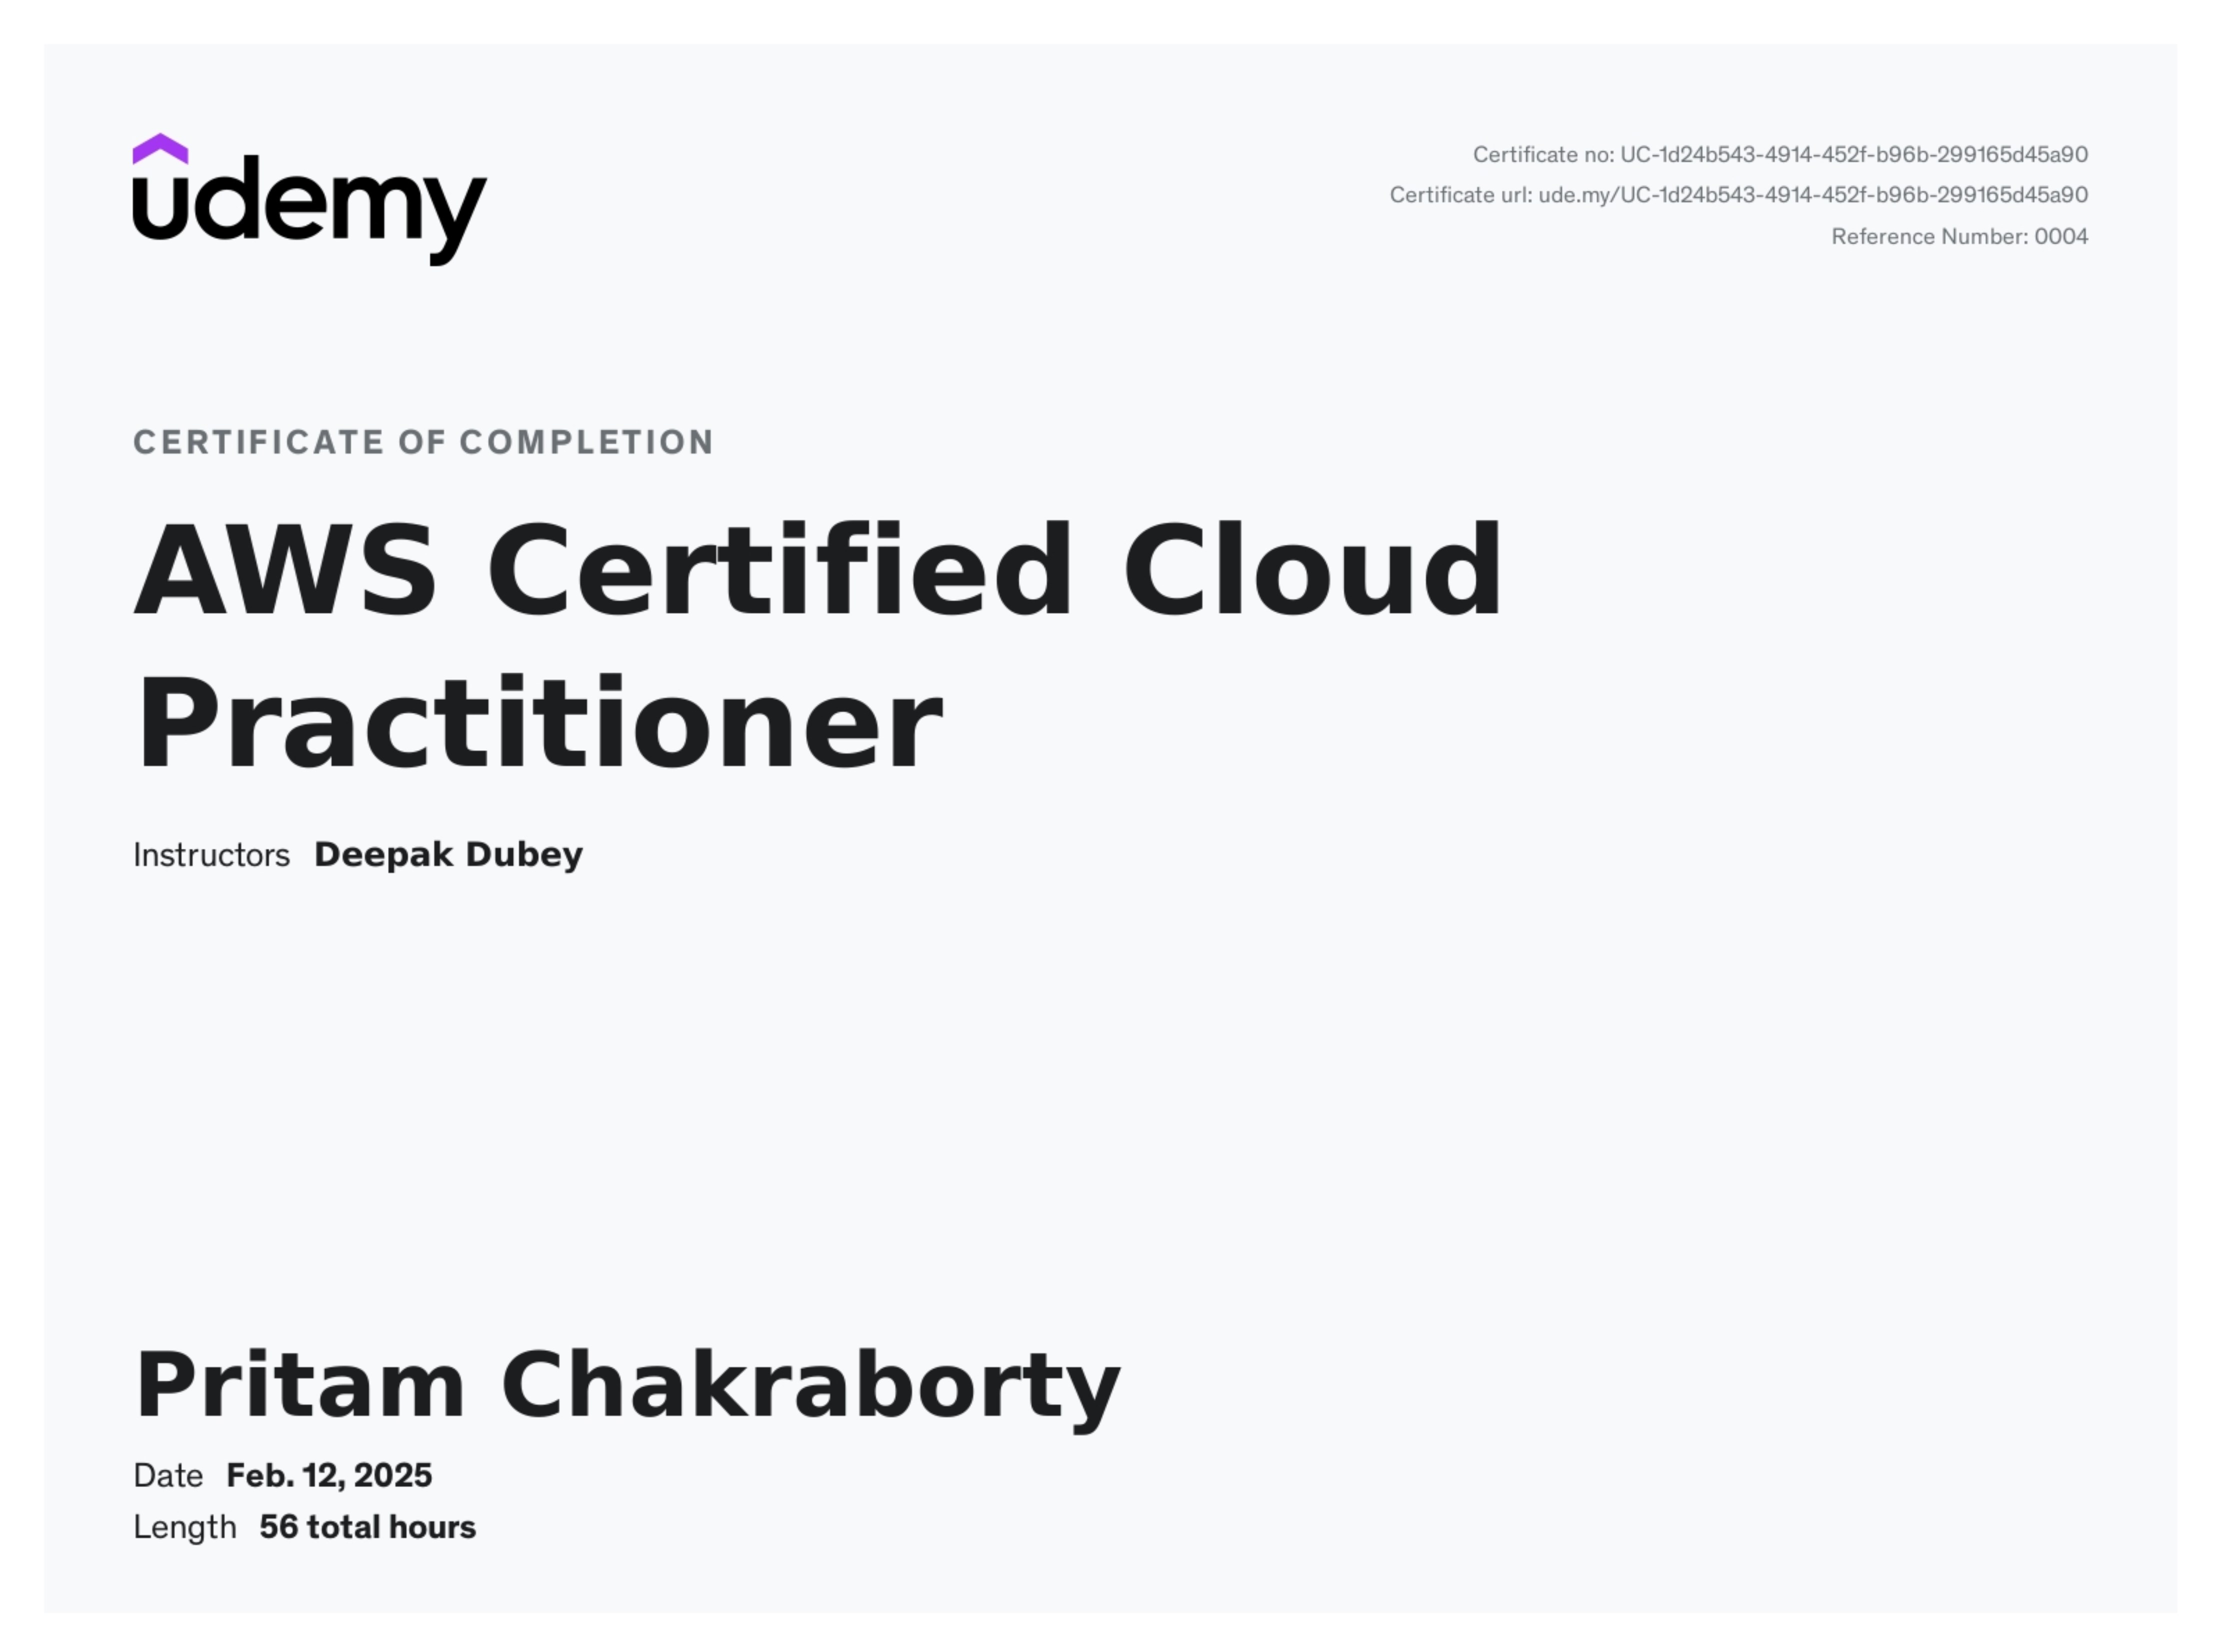 udemy
Certificate no: UC-1d24b543-4914-452f-b96b-299165d45a90
Certificate url: ude.my/UC-1d24b543-4914-452f-b96b-299165d45a90
Reference Number: 0004
CERTIFICATE OF COMPLETION
AWS Certified Cloud
Practitioner
Instructors Deepak Dubey
Pritam Chakraborty
Date Feb. 12, 2025
Length 56 total hours